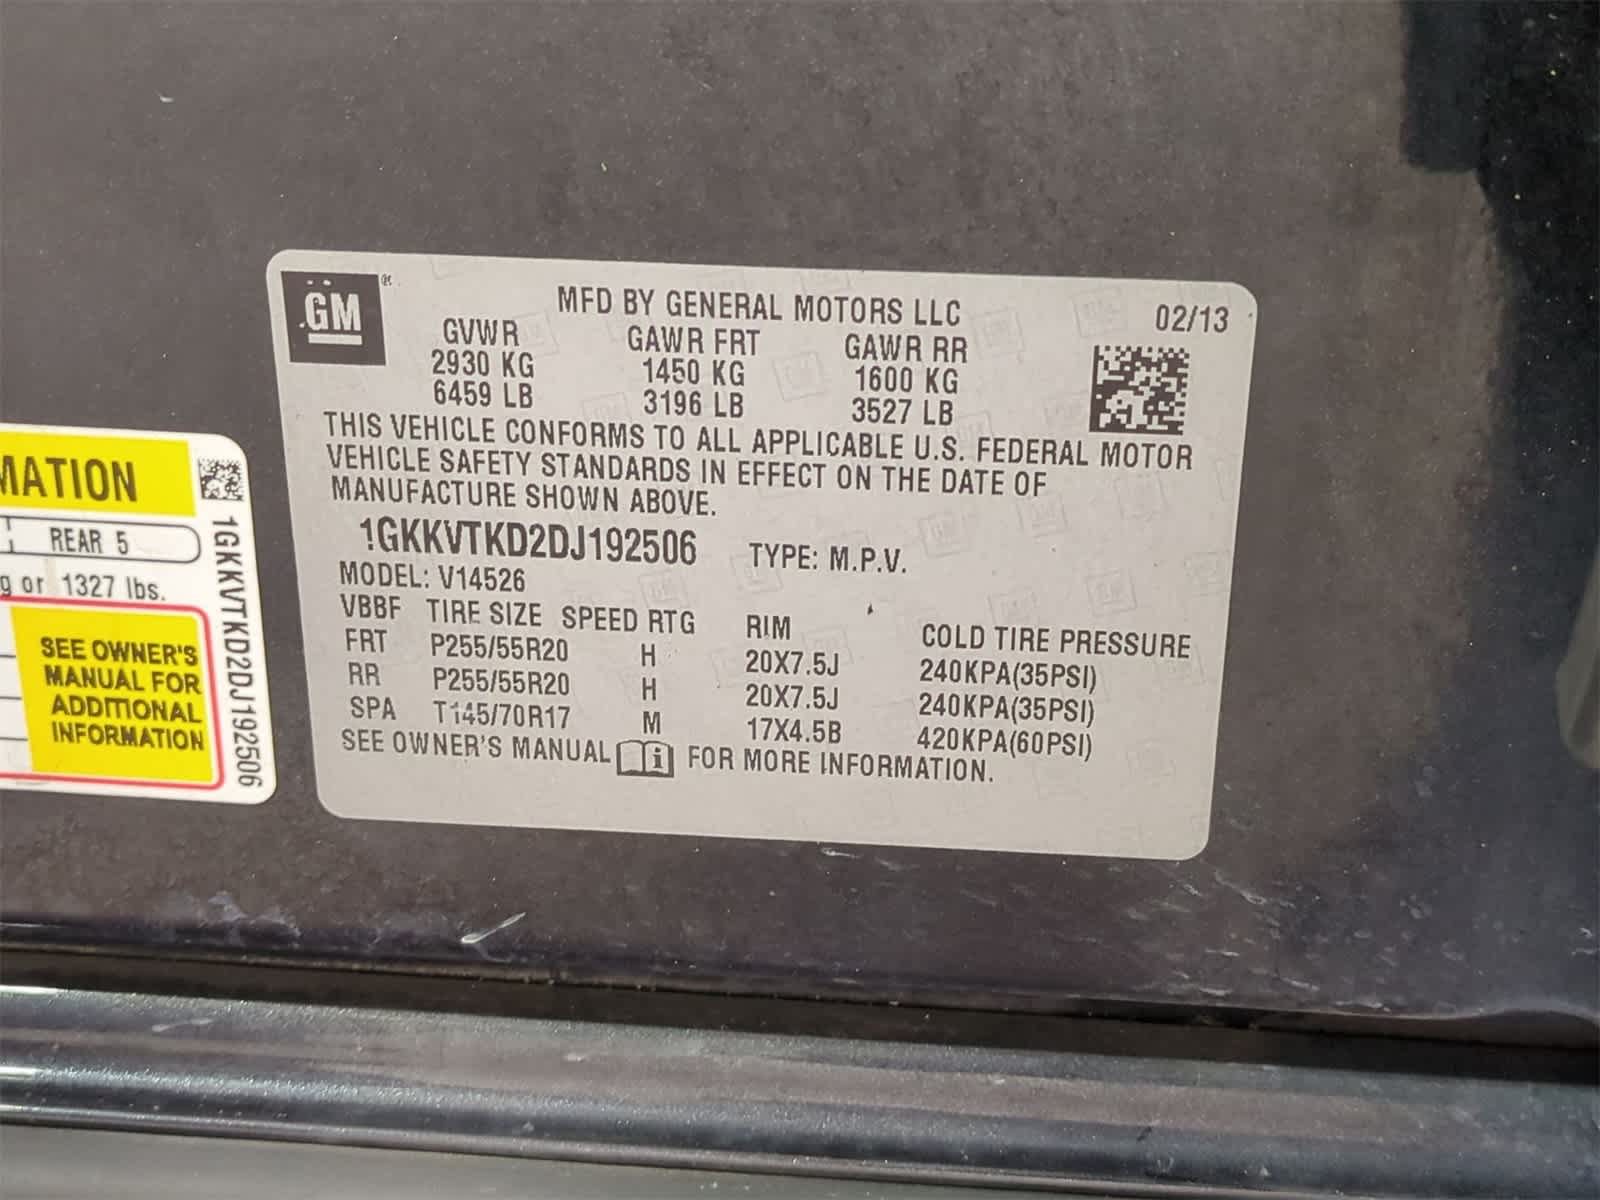 GM
MFD BY GENERAL MOTORS LLC 02/13
GVWR GAWR FRT GAWR RR
2930 KG 1450 KG 1600 KG
6459 LB 3196 LB 3527 LB
THIS VEHICLE CONFORMS TO ALL APPLICABLE U.S. FEDERAL MOTOR
VEHICLE SAFETY STANDARDS IN EFFECT ON THE DATE OF
MANUFACTURE SHOWN ABOVE.
1GKKVTKD2DJ192506 TYPE: M.P.V.
MODEL: V14526
VBBF TIRE SIZE SPEED RTG RIM COLD TIRE PRESSURE
FRT P255/55R20 H 20X7.5J 240KPA(35PSI)
RR P255/55R20 H 20X7.5J 240KPA(35PSI)
SPA T145/70R17 M 17X4.5B 420KPA(60PSI)
SEE OWNER'S MANUAL FOR MORE INFORMATION.
MATION
REAR 5
g or 1327 lbs.
SEE OWNER'S
MANUAL FOR
ADDITIONAL
INFORMATION
1GKKVTKD2DJ192506